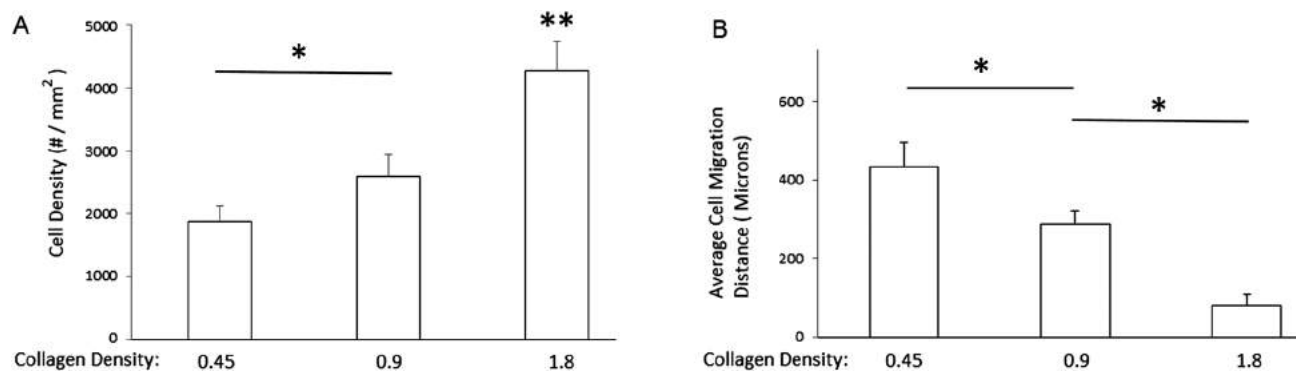 A
Cell Density (# / mm²)
5000
4000
3000
2000
1000
0
*
**
Collagen Density:
0.45
0.9
1.8
B
Average Cell Migration
Distance ( Microns)
600
400
200
0
*
*
Collagen Density:
0.45
0.9
1.8